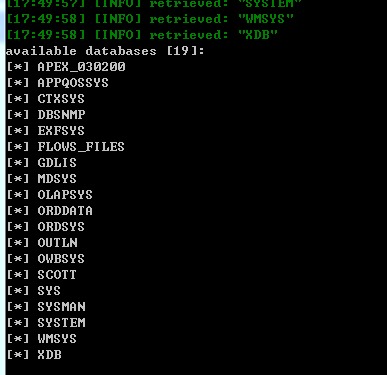 [17:49:57] [INFO] retrieved: "SYSTEM"
[17:49:58] [INFO] retrieved: "WMSYS"
[17:49:58] [INFO] retrieved: "XDB"
available databases [19]:
[*] APEX_030200
[*] APPQOSSYS
[*] CTXSYS
[*] DBSNMP
[*] EXFSYS
[*] FLOWS_FILES
[*] GDLIS
[*] MDSYS
[*] OLAPSYS
[*] ORDDATA
[*] ORDSYS
[*] OUTLN
[*] OWBSYS
[*] SCOTT
[*] SYS
[*] SYSMAN
[*] SYSTEM
[*] WMSYS
[*] XDB